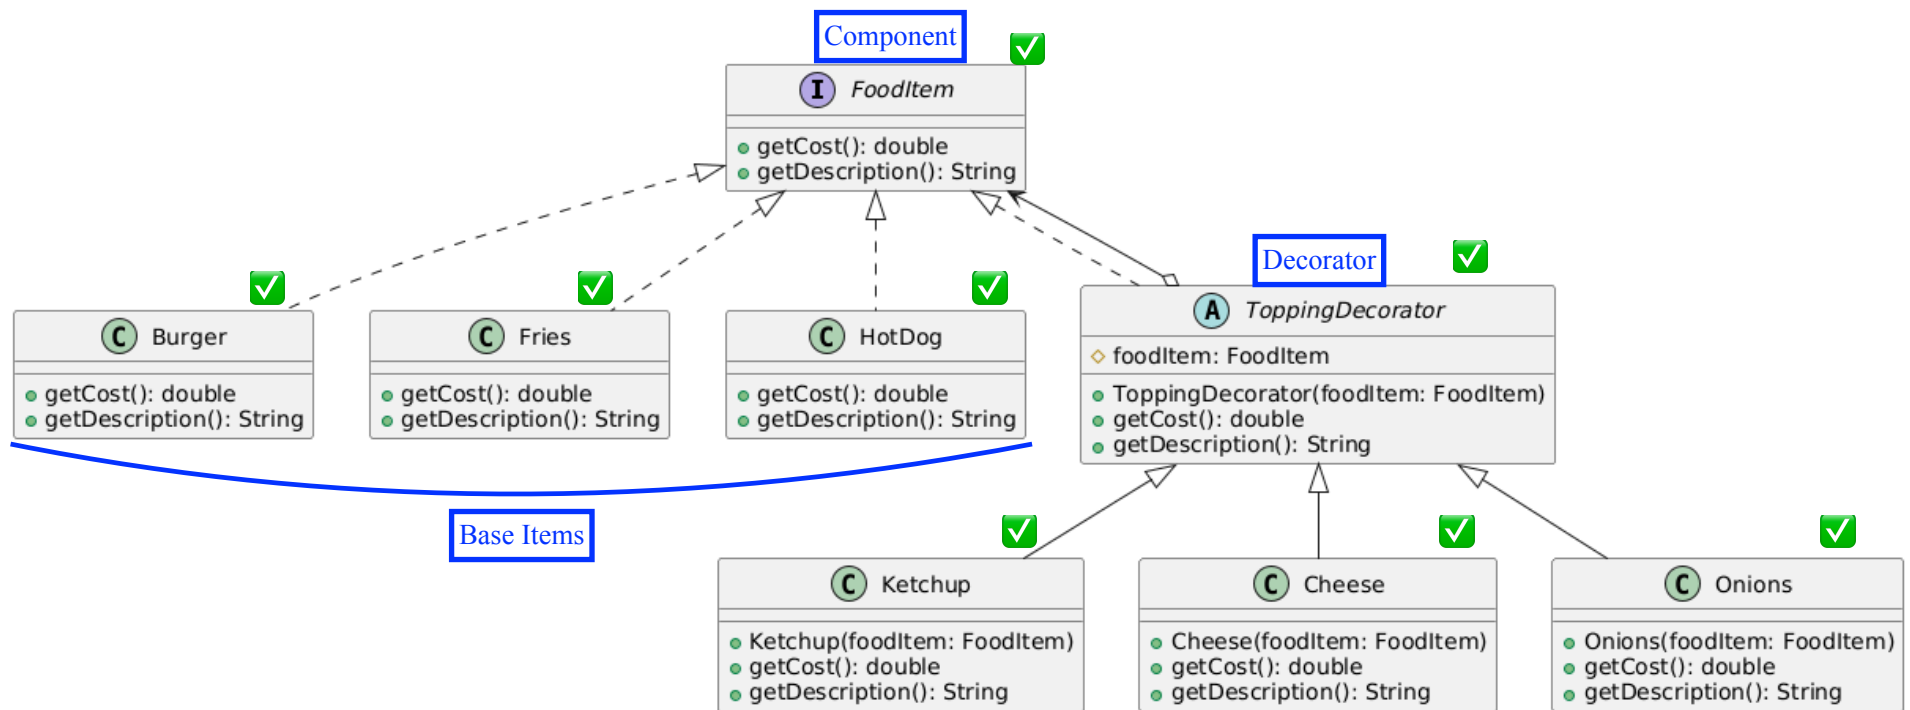 Component
I FoodItem
getCost(): double
getDescription(): String
Decorator
C Burger
getCost(): double
getDescription(): String
C Fries
getCost(): double
getDescription(): String
C HotDog
getCost(): double
getDescription(): String
A ToppingDecorator
foodItem: FoodItem
ToppingDecorator(foodItem: FoodItem)
getCost(): double
getDescription(): String
Base Items
C Ketchup
Ketchup(foodItem: FoodItem)
getCost(): double
getDescription(): String
C Cheese
Cheese(foodItem: FoodItem)
getCost(): double
getDescription(): String
C Onions
Onions(foodItem: FoodItem)
getCost(): double
getDescription(): String